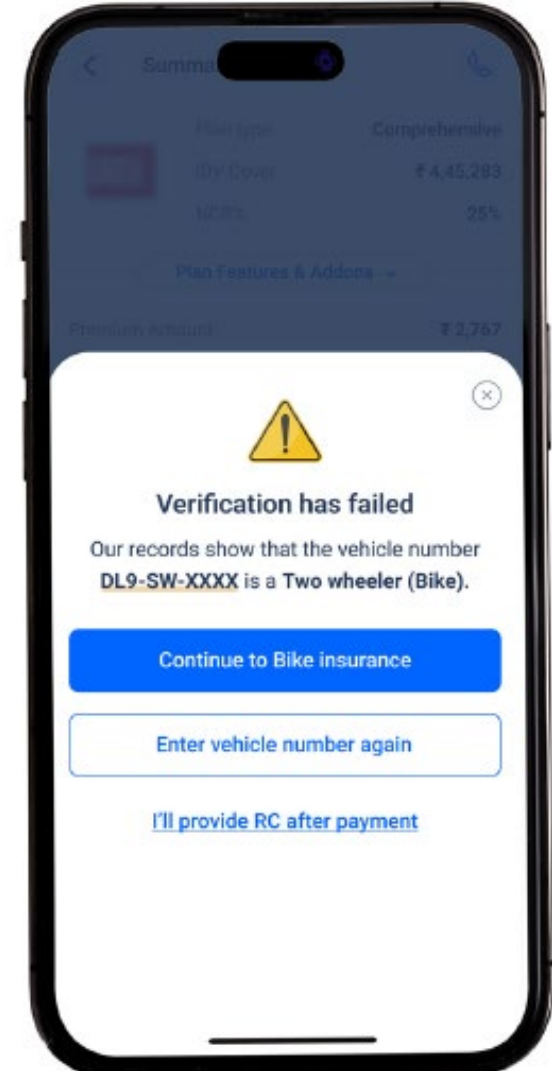 Summa
Plan type Comprehensive
IDV Cover ₹ 4,45,283
25%
Plan Features & Addons
Premium Amount ₹ 2,767
Verification has failed
Our records show that the vehicle number
DL9-SW-XXXX is a Two wheeler (Bike).
Continue to Bike insurance
Enter vehicle number again
I'll provide RC after payment